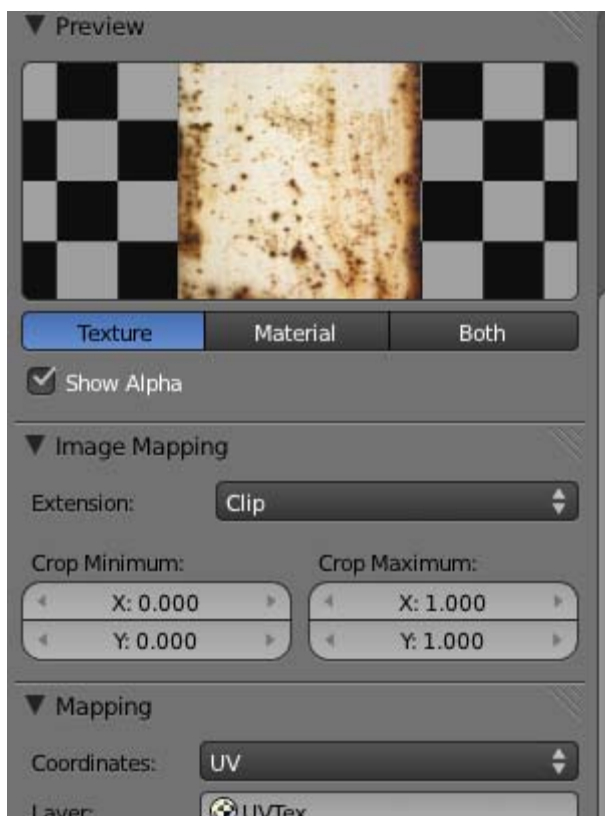 Preview
Texture Material Both
Show Alpha
Image Mapping
Extension: Clip
Crop Minimum: Crop Maximum:
X: 0.000 X: 1.000
Y: 0.000 Y: 1.000
Mapping
Coordinates: UV
Layer: UVTex